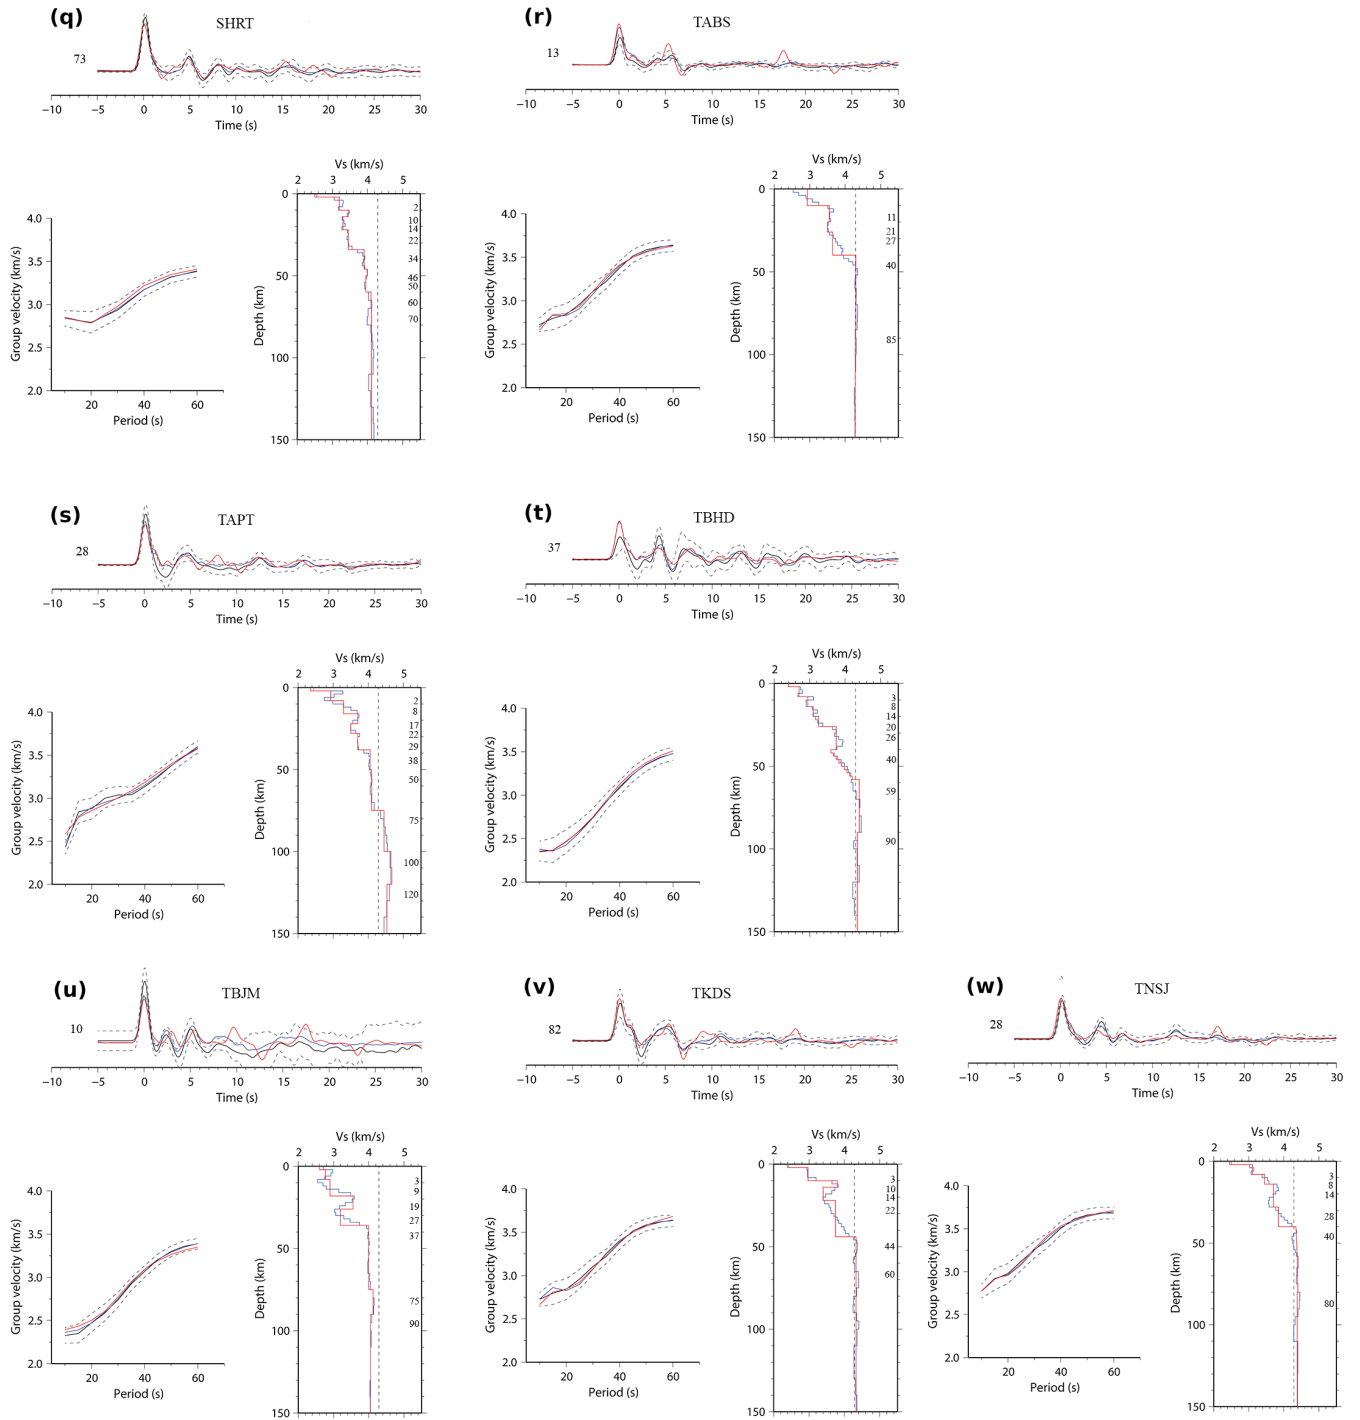 (q) SHRT
73
−10 −5 0 5 10 15 20 25 30
Time (s)
Vs (km/s)
2 3 4 5
0
50
100
150
Depth (km)
2
10
14
22
34
46
50
60
70
4.0
3.5
3.0
2.5
2.0
Group velocity (km/s)
20 40 60
Period (s)
(r) TABS
13
−10 −5 0 5 10 15 20 25 30
Time (s)
Vs (km/s)
2 3 4 5
0
50
100
150
Depth (km)
11
21
27
40
85
4.0
3.5
3.0
2.5
2.0
Group velocity (km/s)
20 40 60
Period (s)
(s) TAPT
28
−10 −5 0 5 10 15 20 25 30
Time (s)
Vs (km/s)
2 3 4 5
0
50
100
150
Depth (km)
2
8
17
22
29
38
50
75
100
120
4.0
3.5
3.0
2.5
2.0
Group velocity (km/s)
20 40 60
Period (s)
(t) TBHD
37
−10 −5 0 5 10 15 20 25 30
Time (s)
Vs (km/s)
2 3 4 5
0
50
100
150
Depth (km)
3
8
14
20
26
40
59
90
4.0
3.5
3.0
2.5
2.0
Group velocity (km/s)
20 40 60
Period (s)
(u) TBJM
10
−10 −5 0 5 10 15 20 25 30
Time (s)
Vs (km/s)
2 3 4 5
0
50
100
150
Depth (km)
3
9
19
27
37
75
90
4.0
3.5
3.0
2.5
2.0
Group velocity (km/s)
20 40 60
Period (s)
(v) TKDS
82
−10 −5 0 5 10 15 20 25 30
Time (s)
Vs (km/s)
2 3 4 5
0
50
100
150
Depth (km)
3
10
14
22
44
60
4.0
3.5
3.0
2.5
2.0
Group velocity (km/s)
20 40 60
Period (s)
(w) TNSJ
28
−10 −5 0 5 10 15 20 25 30
Time (s)
Vs (km/s)
2 3 4 5
0
50
100
150
Depth (km)
3
8
14
28
40
80
4.0
3.5
3.0
2.5
2.0
Group velocity (km/s)
20 40 60
Period (s)